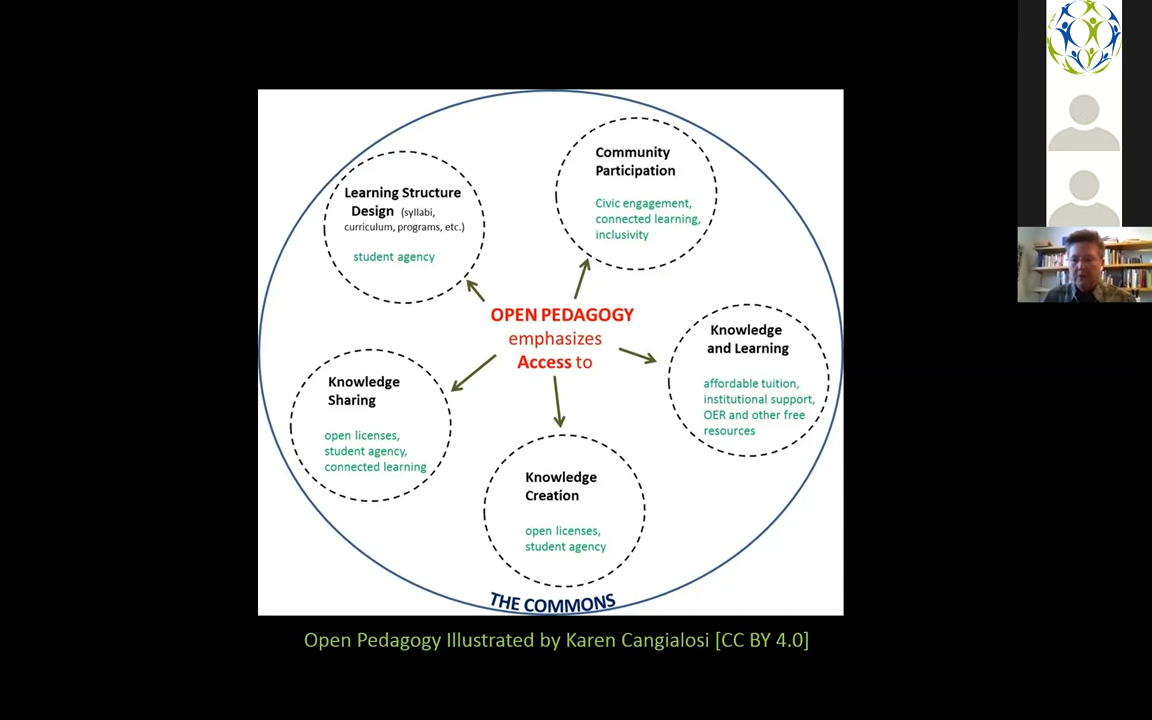 Community
Participation
Civic engagement,
connected learning,
inclusivity
Learning Structure
Design (syllabi,
curriculum, programs, etc.)
student agency
OPEN PEDAGOGY
emphasizes
Access to
Knowledge
and Learning
affordable tuition,
institutional support,
OER and other free
resources
Knowledge
Sharing
open licenses,
student agency,
connected learning
Knowledge
Creation
open licenses,
student agency
THE COMMONS
Open Pedagogy Illustrated by Karen Cangialosi [CC BY 4.0]